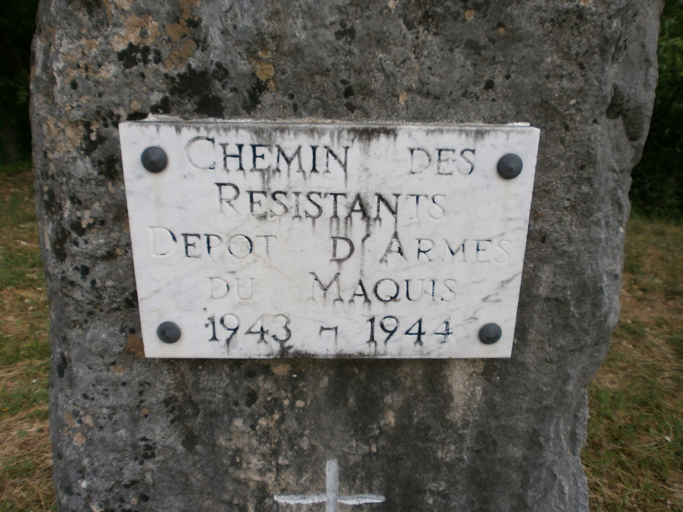 CHEMIN DES
RESISTANTS
DEPOT D'ARMES
DU MAQUIS
1943 - 1944